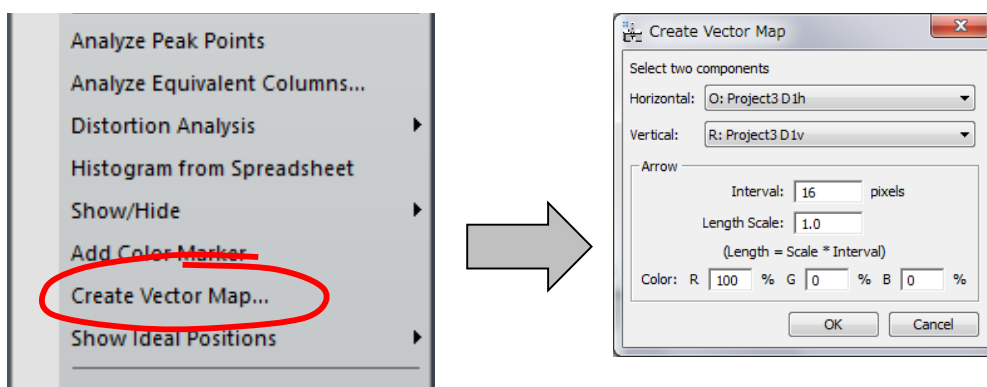 Analyze Peak Points
Analyze Equivalent Columns...
Distortion Analysis
Histogram from Spreadsheet
Show/Hide
Add Color Marker
Create Vector Map...
Show Ideal Positions
Create Vector Map
Select two components
Horizontal: O: Project3 D1h
Vertical: R: Project3 D1v
Arrow
Interval: 16 pixels
Length Scale: 1.0
(Length = Scale * Interval)
Color: R 100 % G 0 % B 0 %
OK Cancel